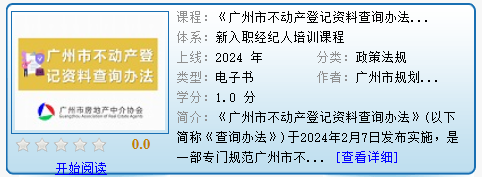 广州市不动产登
记资料查询办法
广州市房地产中介协会
Guangzhou Association of Real Estate Agents
0.0
开始阅读
课程：《广州市不动产登记资料查询办法...
体系：新入职经纪人培训课程
上线：2024 年 分类：政策法规
类型：电子书 作者：广州市规划...
学分：1.0 分
简介：《广州市不动产登记资料查询办法》(以下
简称《查询办法》)于2024年2月7日发布实施，是
一部专门规范广州市不... [查看详细]